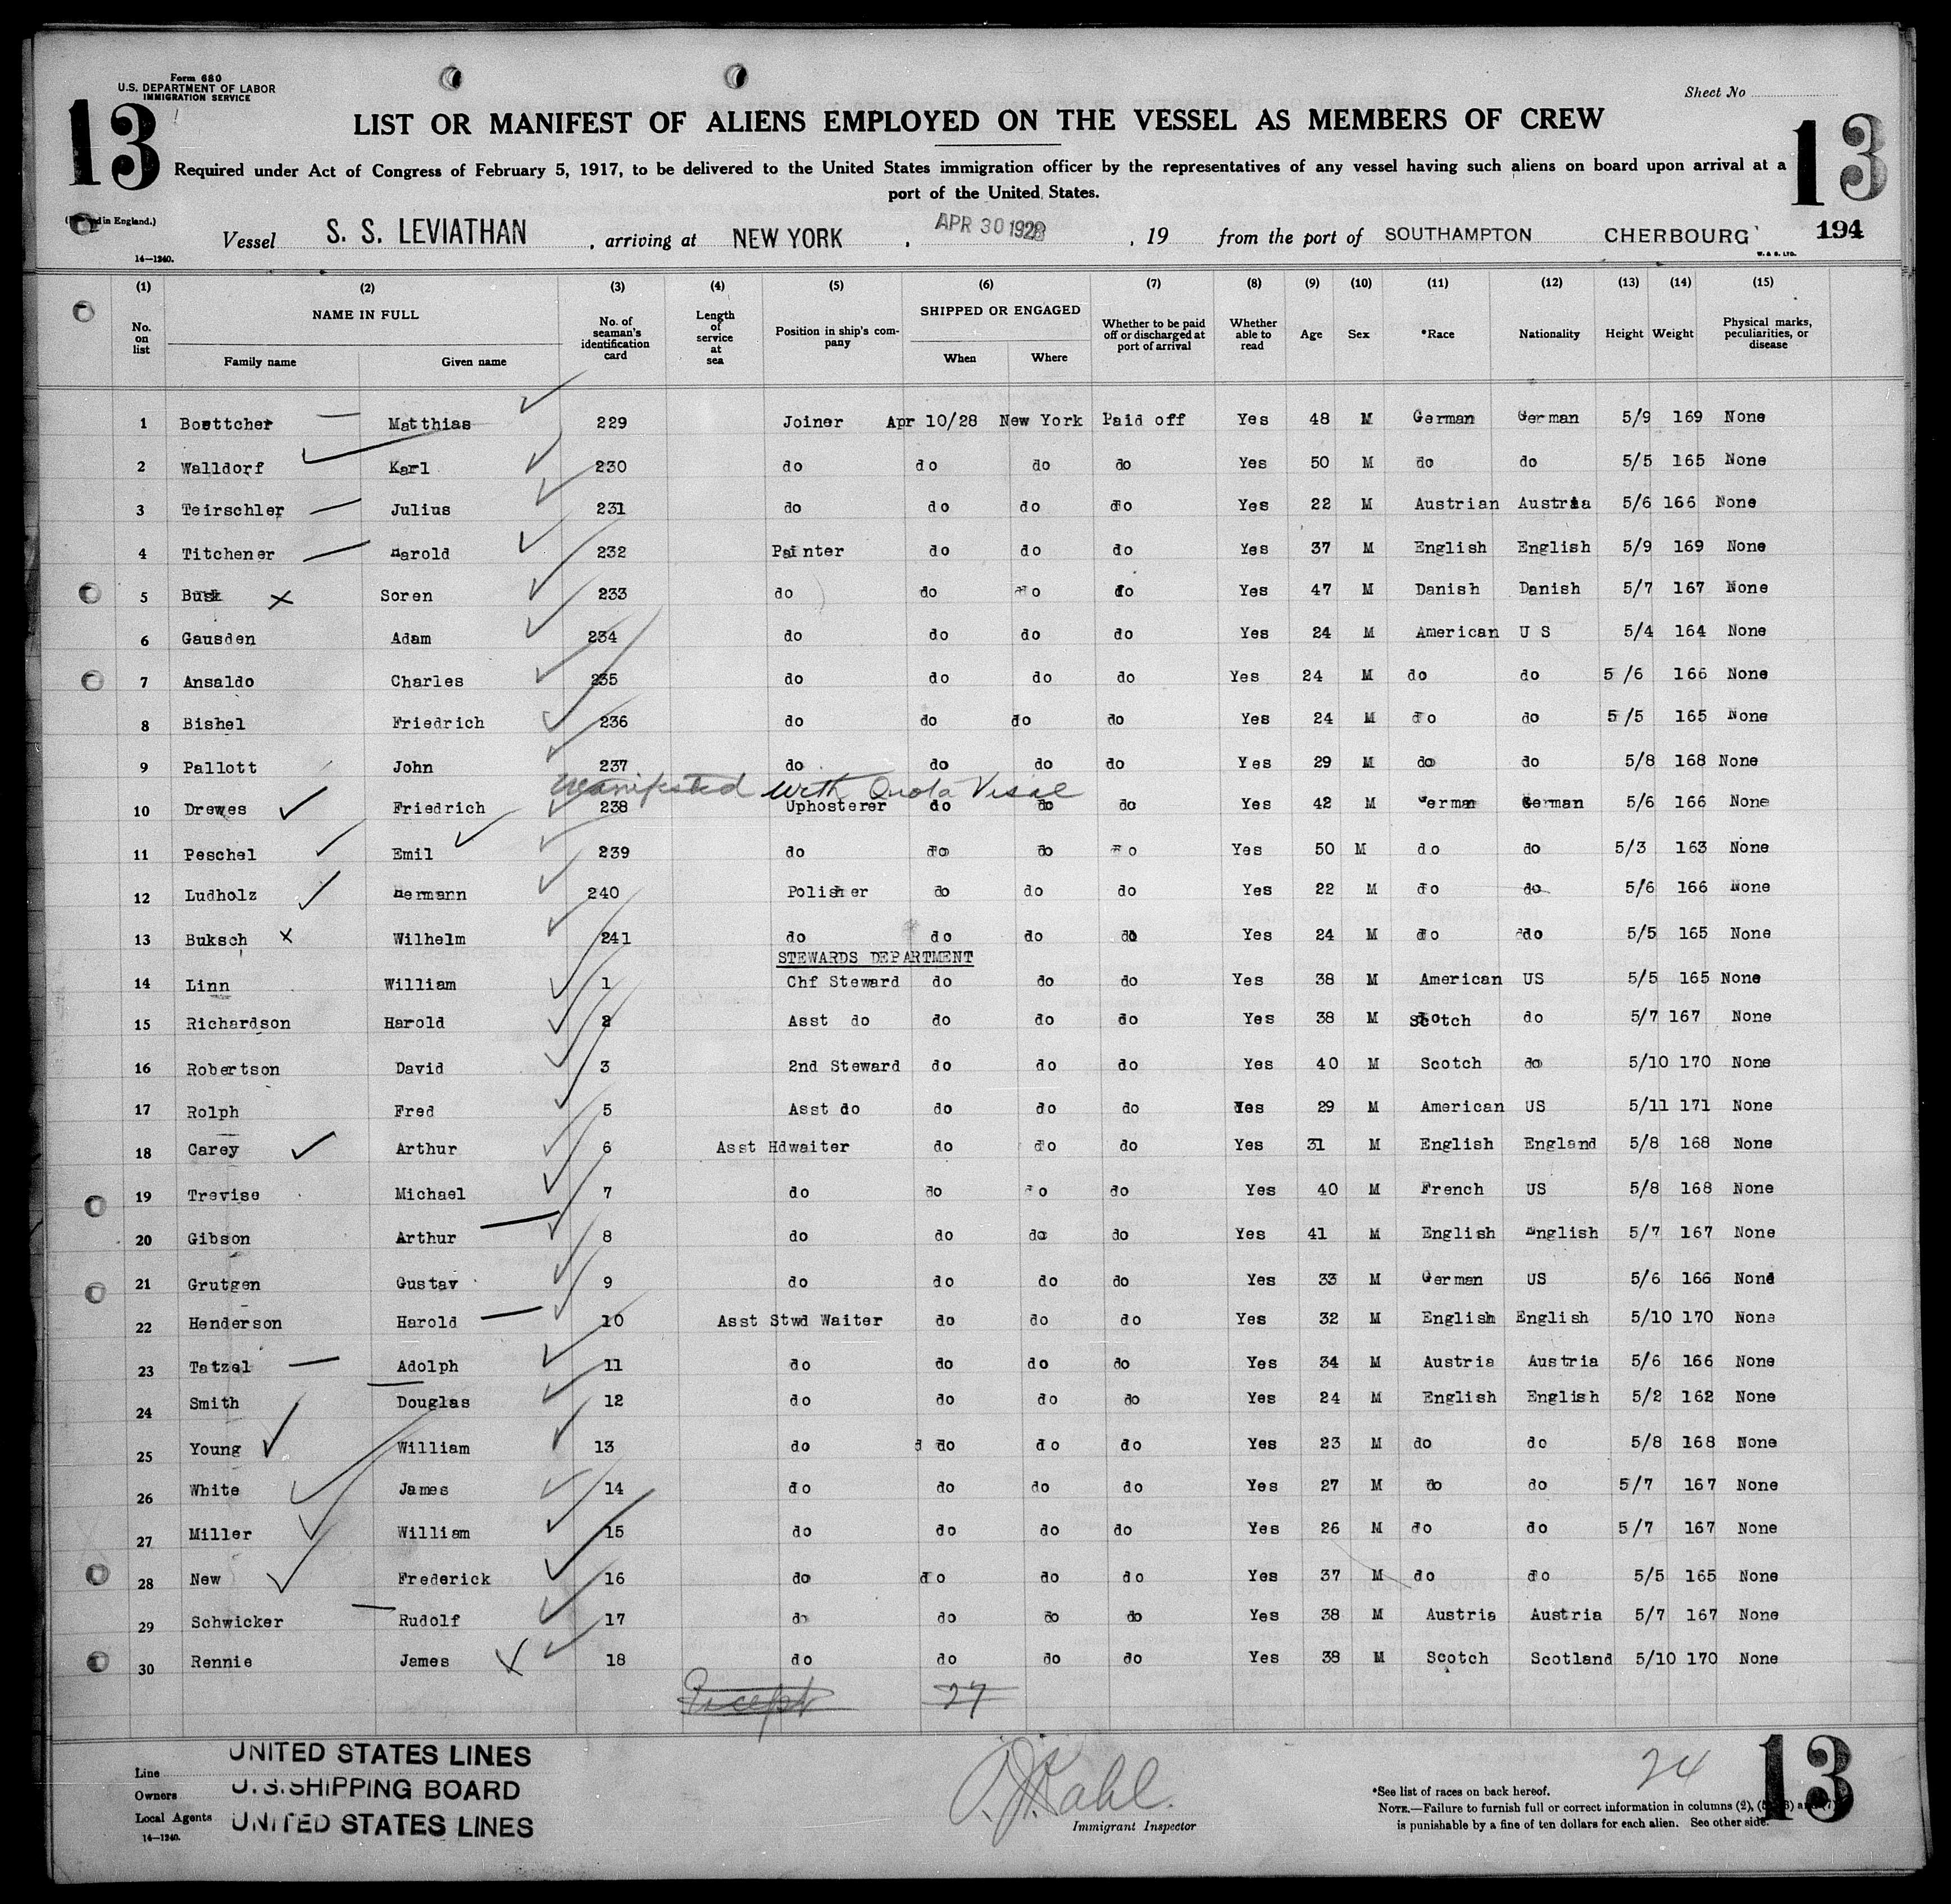 Form 680
U.S. DEPARTMENT OF LABOR
IMMIGRATION SERVICE
Sheet No
13
LIST OR MANIFEST OF ALIENS EMPLOYED ON THE VESSEL AS MEMBERS OF CREW
13
Required under Act of Congress of February 5, 1917, to be delivered to the United States immigration officer by the representatives of any vessel having such aliens on board upon arrival at a
port of the United States.
in England.)
Vessel S. S. LEVIATHAN , arriving at NEW YORK , APR 30 1928 , 19 from the port of SOUTHAMPTON CHERBOURG 194
14—1240. W. & S. LTD.
(1) (2) (3) (4) (5) (6) (7) (8) (9) (10) (11) (12) (13) (14) (15)
No. on list NAME IN FULL Family name Given name No. of seaman's identification card Length of service at sea Position in ship's company SHIPPED OR ENGAGED When Where Whether to be paid off or discharged at port of arrival Whether able to read Age Sex *Race Nationality Height Weight Physical marks, peculiarities, or disease
1 Boettcher Matthias 229 Joiner Apr 10/28 New York Paid off Yes 48 M German German 5/9 169 None
2 Walldorf Karl 230 do do do do Yes 50 M do do 5/5 165 None
3 Teirschler Julius 231 do do do do Yes 22 M Austrian Austria 5/6 166 None
4 Titchener Harold 232 Painter do do do Yes 37 M English English 5/9 169 None
5 Busk Soren 233 do do do do Yes 47 M Danish Danish 5/7 167 None
6 Gausden Adam 234 do do do do Yes 24 M American U S 5/4 164 None
7 Ansaldo Charles 235 do do do do Yes 24 M do do 5/6 166 None
8 Bishel Friedrich 236 do do do do Yes 24 M do do 5/5 165 None
9 Pallott John 237 do do do do Yes 29 M do do 5/8 168 None
Manifested with Quota Visae
10 Drewes Friedrich 238 Uphosterer do do do Yes 42 M German German 5/6 166 None
11 Peschel Emil 239 do do do do Yes 50 M do do 5/3 163 None
12 Ludholz Hermann 240 Polisher do do do Yes 22 M do do 5/6 166 None
13 Buksch Wilhelm 241 do do do do Yes 24 M do do 5/5 165 None
STEWARDS DEPARTMENT
14 Linn William 1 Chf Steward do do do Yes 38 M American US 5/5 165 None
15 Richardson Harold 2 Asst do do do do Yes 38 M Scotch do 5/7 167 None
16 Robertson David 3 2nd Steward do do do Yes 40 M Scotch do 5/10 170 None
17 Rolph Fred 5 Asst do do do do Yes 29 M American US 5/11 171 None
18 Carey Arthur 6 Asst Hdwaiter do do do Yes 31 M English England 5/8 168 None
19 Trevise Michael 7 do do do do Yes 40 M French US 5/8 168 None
20 Gibson Arthur 8 do do do do Yes 41 M English English 5/7 167 None
21 Grutgen Gustav 9 do do do do Yes 33 M German US 5/6 166 None
22 Henderson Harold 10 Asst Stwd Waiter do do do Yes 32 M English English 5/10 170 None
23 Tatzel Adolph 11 do do do do Yes 34 M Austria Austria 5/6 166 None
24 Smith Douglas 12 do do do do Yes 24 M English English 5/2 162 None
25 Young William 13 do d do do do Yes 23 M do do 5/8 168 None
26 White James 14 do do do do Yes 27 M do do 5/7 167 None
27 Miller William 15 do do do do Yes 26 M do do 5/7 167 None
28 New Frederick 16 do do do do Yes 37 M do do 5/5 165 None
29 Schwicker Rudolf 17 do do do do Yes 38 M Austria Austria 5/7 167 None
30 Rennie James 18 do do do do Yes 38 M Scotch Scotland 5/10 170 None
27
Line UNITED STATES LINES
Owners U.S. SHIPPING BOARD
Local Agents UNITED STATES LINES
14—1240.
A. J. Kahl.
Immigrant Inspector
24
13
*See list of races on back hereof.
NOTE.—Failure to furnish full or correct information in columns (2),
is punishable by a fine of ten dollars for each alien. See other side.